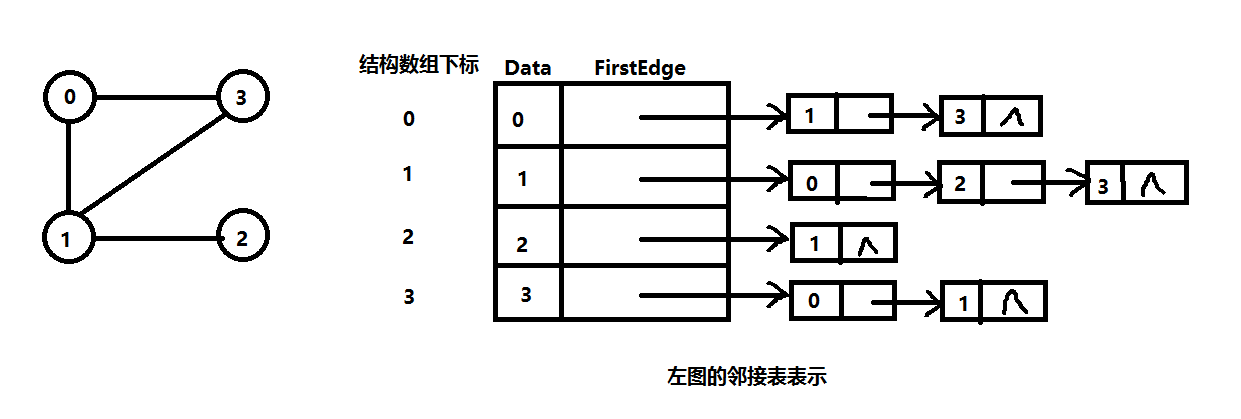 结构数组下标 Data FirstEdge
0 3
0 0 1 3 ∧
1 1 0 2 3 ∧
1 2
2 2 1 ∧
3 3 0 1 ∧
左图的邻接表表示